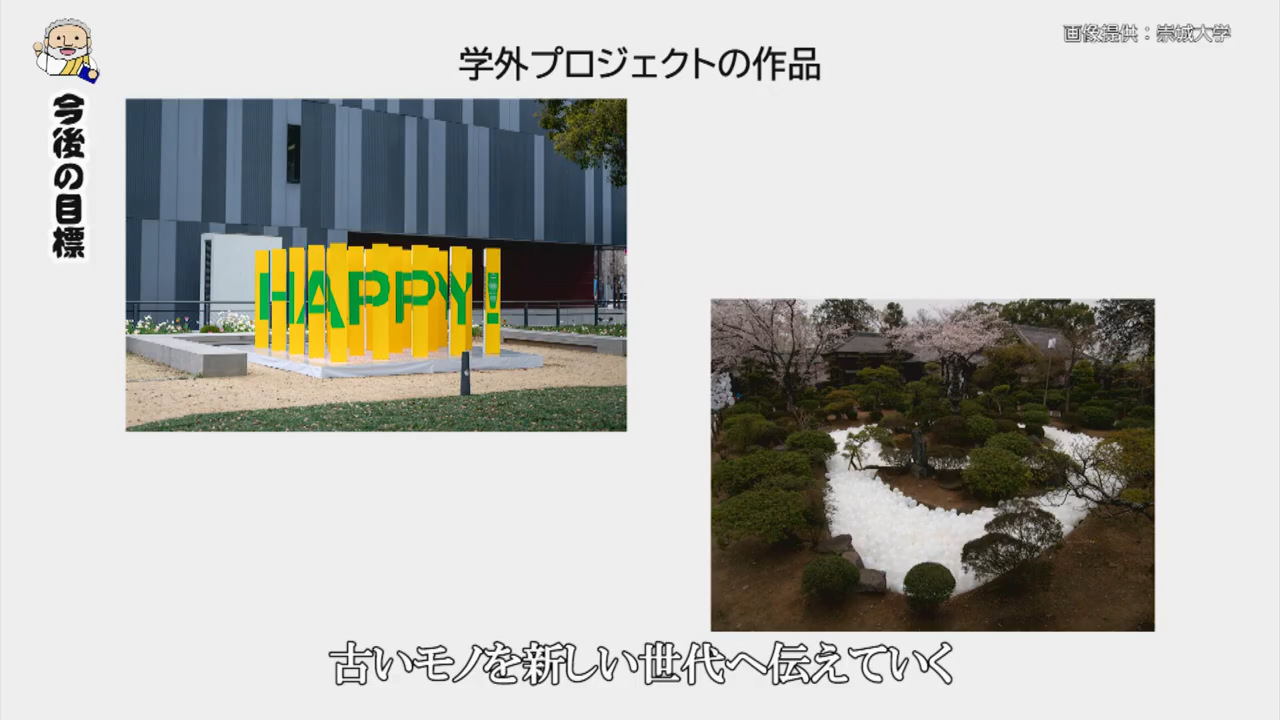 画像提供：崇城大学
学外プロジェクトの作品
今後の目標
HAPPY!
古いモノを新しい世代へ伝えていく